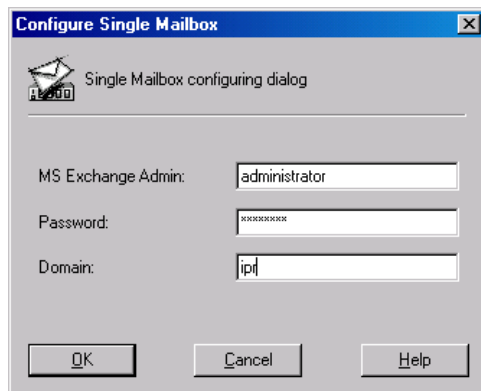 Configure Single Mailbox
Single Mailbox configuring dialog
MS Exchange Admin: administrator
Password: ********
Domain: ipr
OK Cancel Help